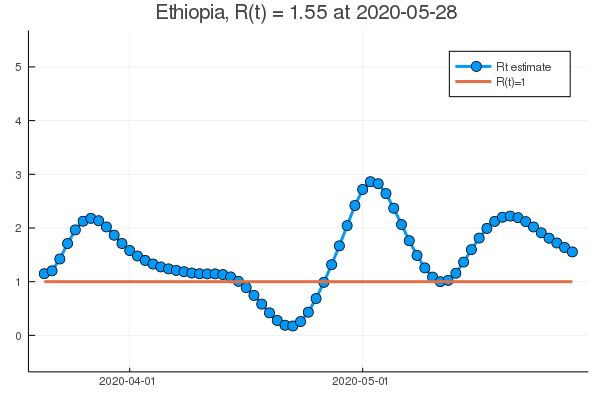 Ethiopia, R(t) = 1.55 at 2020-05-28
5
4
3
2
1
0
Rt estimate
R(t)=1
2020-04-01
2020-05-01